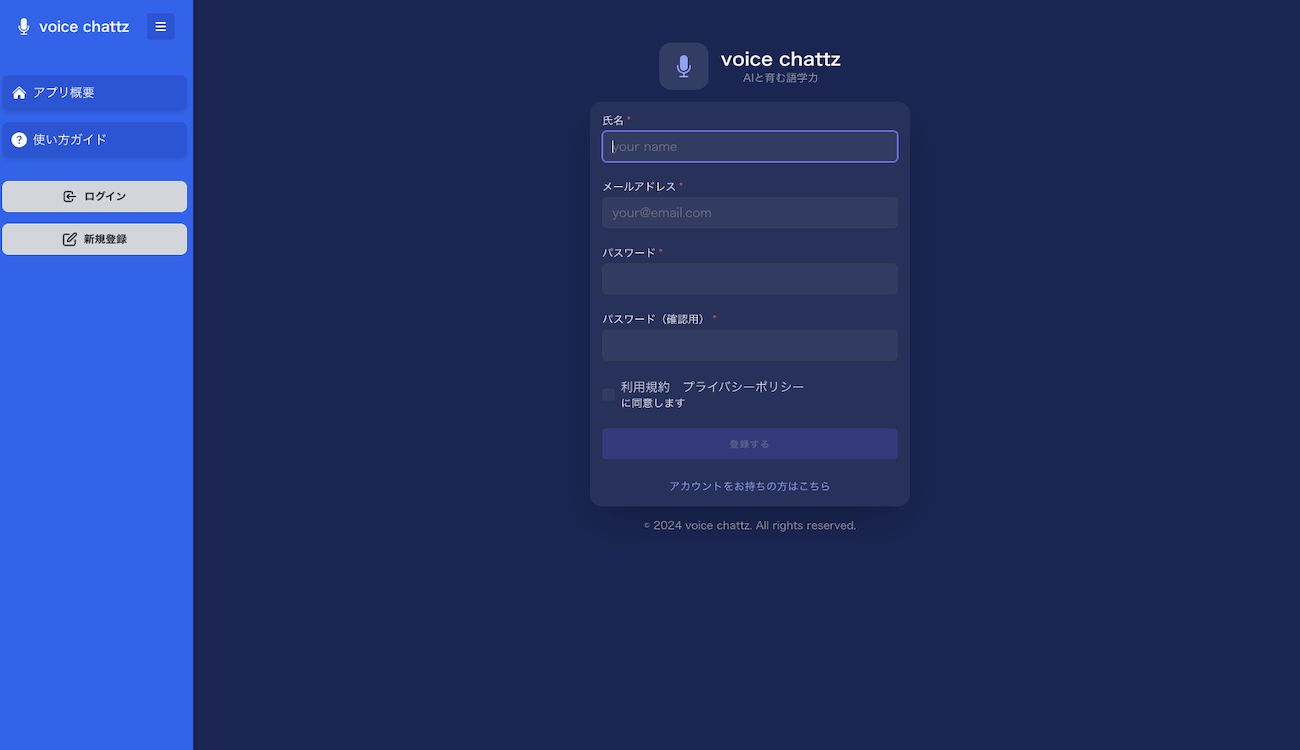 voice chattz
アプリ概要
使い方ガイド
ログイン
新規登録
voice chattz
AIと育む語学力
氏名 *
your name
メールアドレス *
your@email.com
パスワード *
パスワード（確認用） *
利用規約　プライバシーポリシー
に同意します
登録する
アカウントをお持ちの方はこちら
© 2024 voice chattz. All rights reserved.